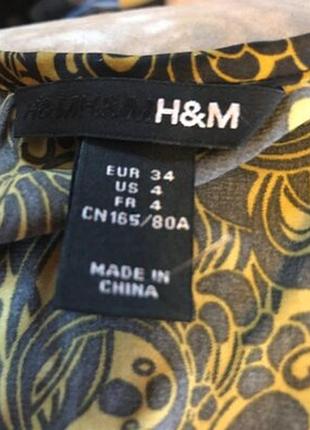 H&M H&M H&M
EUR 34
US 4
FR 4
CN165/80A
MADE IN
CHINA